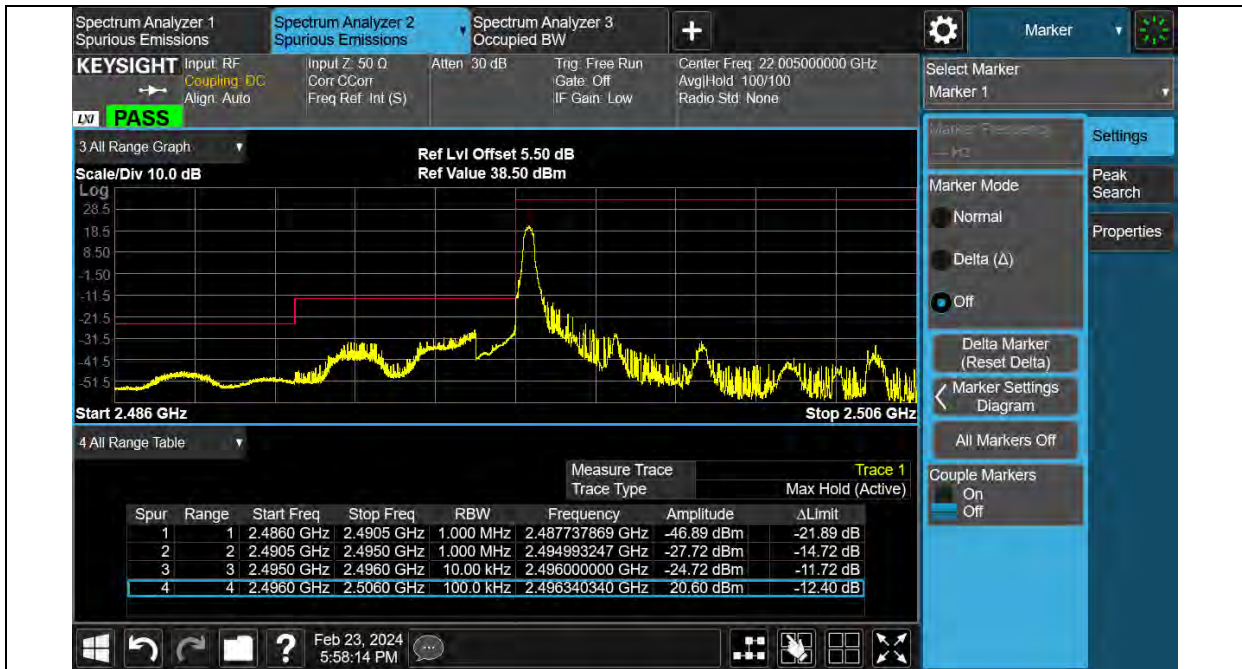 Spectrum Analyzer 1
Spurious Emissions
Spectrum Analyzer 2
Spurious Emissions
Spectrum Analyzer 3
Occupied BW
Marker
KEYSIGHT
Input: RF
Coupling: DC
Align: Auto
Input Z: 50 Ω
Corr CCorr
Freq Ref: Int (S)
Atten: 30 dB
Trig: Free Run
Gate: Off
IF Gain: Low
Center Freq: 22.005000000 GHz
Avg|Hold: 100/100
Radio Std: None
LXI
PASS
Select Marker
Marker 1
3 All Range Graph
Ref Lvl Offset 5.50 dB
Scale/Div 10.0 dB
Ref Value 38.50 dBm
Log
28.5
18.5
8.50
-1.50
-11.5
-21.5
-31.5
-41.5
-51.5
Start 2.486 GHz
Stop 2.506 GHz
Marker Frequency
--- Hz
Marker Mode
Normal
Delta (Δ)
Off
Delta Marker
(Reset Delta)
Marker Settings
Diagram
All Markers Off
Couple Markers
On
Off
Settings
Peak
Search
Properties
4 All Range Table
Measure Trace Trace 1
Trace Type Max Hold (Active)
Spur Range Start Freq Stop Freq RBW Frequency Amplitude ΔLimit
1 1 2.4860 GHz 2.4905 GHz 1.000 MHz 2.487737869 GHz -46.89 dBm -21.89 dB
2 2 2.4905 GHz 2.4950 GHz 1.000 MHz 2.494993247 GHz -27.72 dBm -14.72 dB
3 3 2.4950 GHz 2.4960 GHz 10.00 kHz 2.496000000 GHz -24.72 dBm -11.72 dB
4 4 2.4960 GHz 2.5060 GHz 100.0 kHz 2.496340340 GHz 20.60 dBm -12.40 dB
Feb 23, 2024
5:58:14 PM